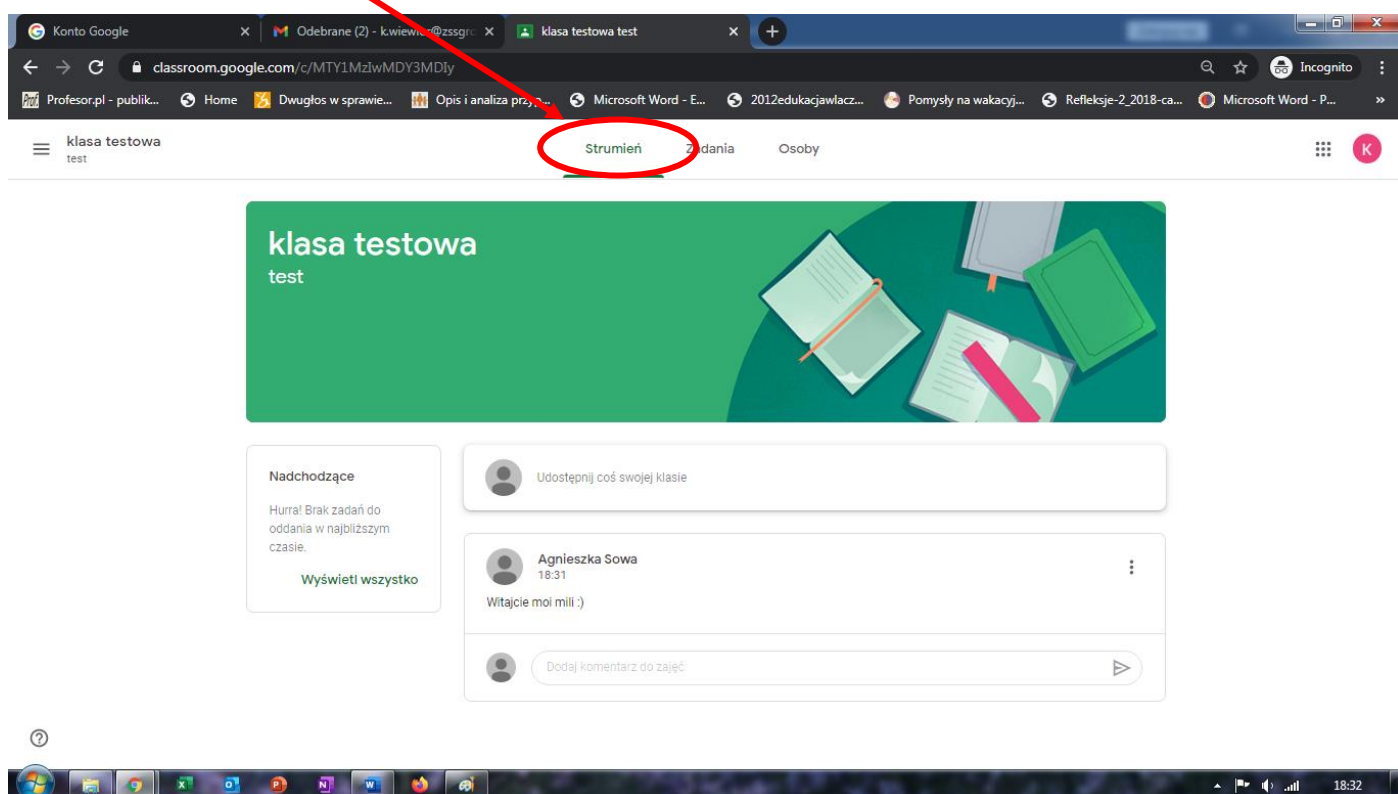 Konto Google
Odebrane (2) - k.wiewior@zssgrc
klasa testowa test
classroom.google.com/c/MTY1MzIwMDY3MDIy
Incognito
Profesor.pl - publik...
Home
Dwugłos w sprawie...
Opis i analiza przyp...
Microsoft Word - E...
2012edukacjawlacz...
Pomysły na wakacyj...
Refleksje-2_2018-ca...
Microsoft Word - P...
»
klasa testowa
test
Strumień
Zadania
Osoby
K
klasa testowa
test
Nadchodzące
Hurra! Brak zadań do
oddania w najbliższym
czasie.
Wyświetl wszystko
Udostępnij coś swojej klasie
Agnieszka Sowa
18:31
Witajcie moi mili :)
Dodaj komentarz do zajęć
18:32